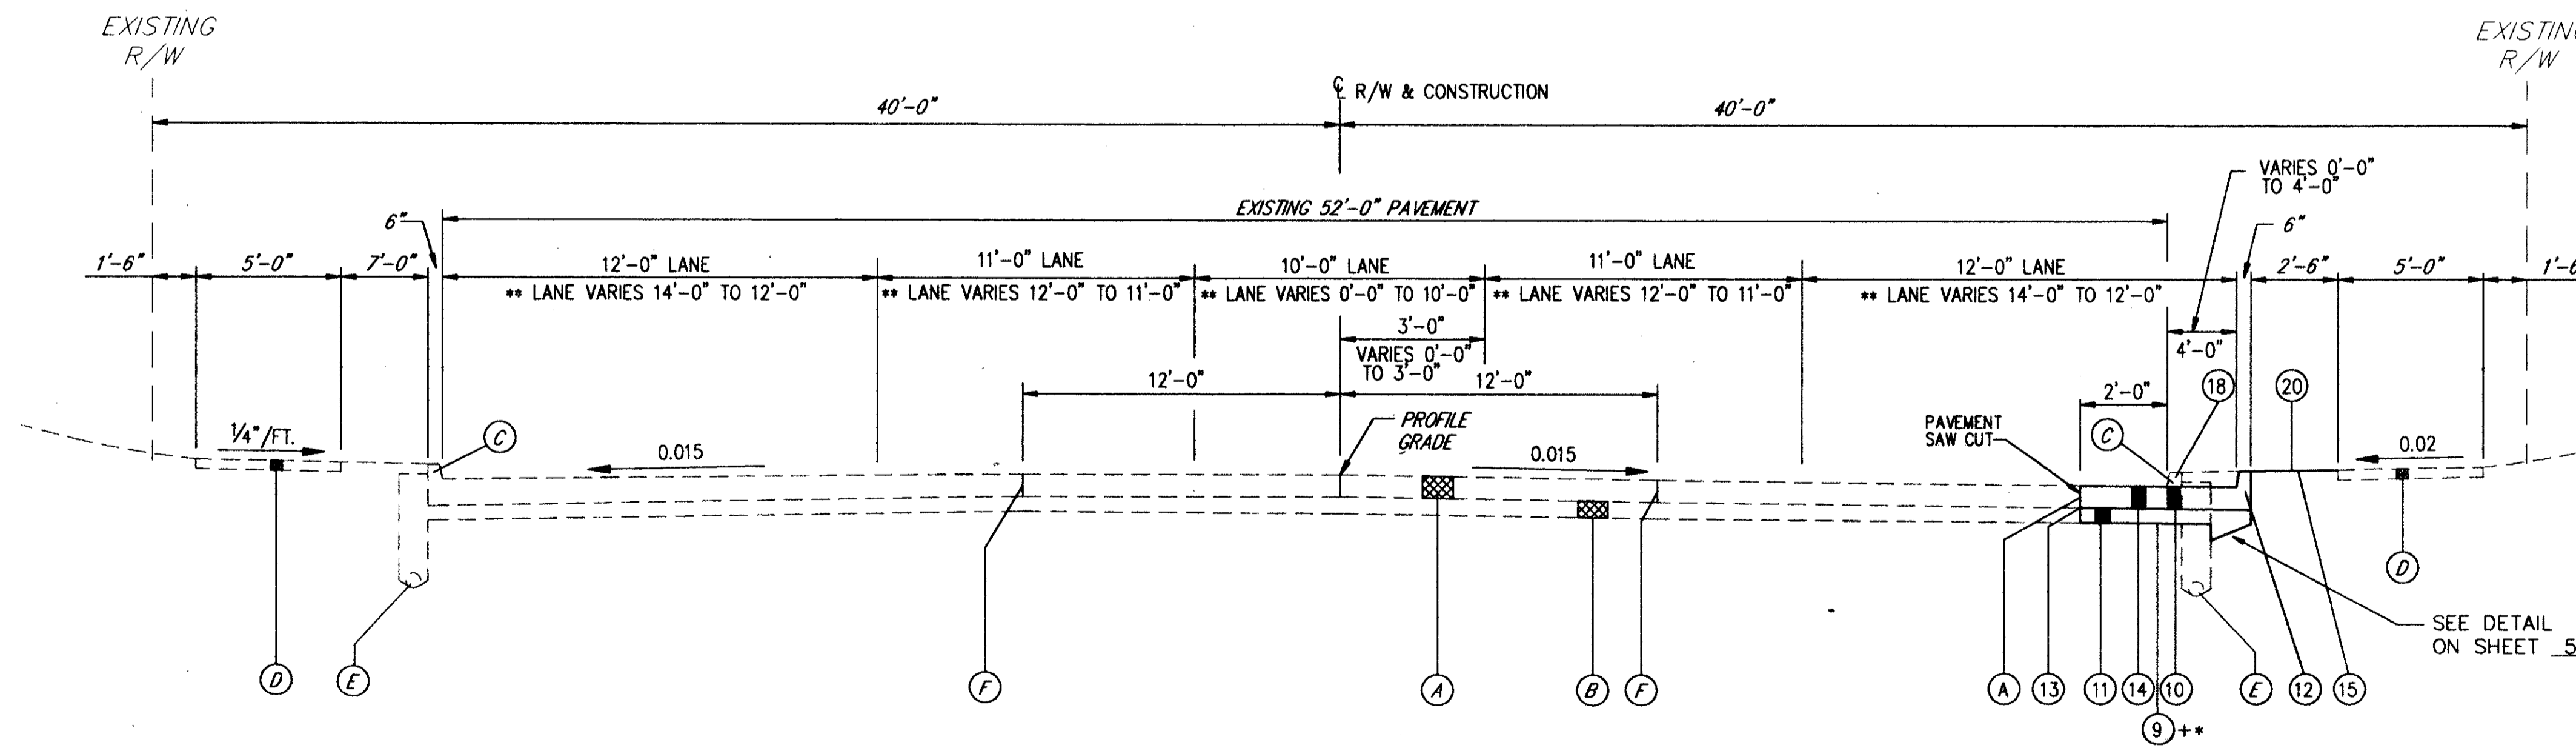 EXISTING
R/W
EXISTING
R/W
℄ R/W & CONSTRUCTION
40'-0"
40'-0"
VARIES 0'-0"
TO 4'-0"
EXISTING 52'-0" PAVEMENT
6"
6"
1'-6"
5'-0"
7'-0"
12'-0" LANE
11'-0" LANE
10'-0" LANE
11'-0" LANE
12'-0" LANE
2'-6"
5'-0"
1'-6
** LANE VARIES 14'-0" TO 12'-0"
** LANE VARIES 12'-0" TO 11'-0"
** LANE VARIES 0'-0" TO 10'-0"
** LANE VARIES 12'-0" TO 11'-0"
** LANE VARIES 14'-0" TO 12'-0"
3'-0"
VARIES 0'-0"
TO 3'-0"
4'-0"
12'-0"
12'-0"
2'-0"
18
20
PROFILE
GRADE
PAVEMENT
SAW CUT
C
C
1/4"/FT.
0.015
0.015
0.02
D
SEE DETAIL
ON SHEET 5
D
E
F
A
B
F
A
13
11
14
10
E
12
15
9+*